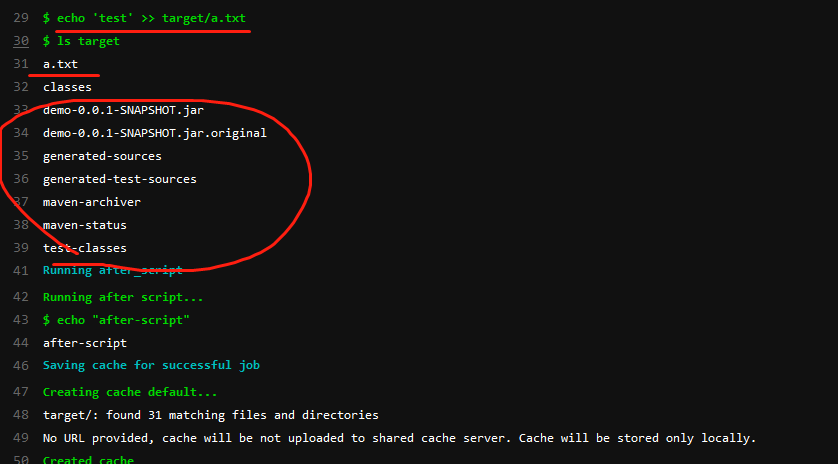 29 $ echo 'test' >> target/a.txt
30 $ ls target
31 a.txt
32 classes
33 demo-0.0.1-SNAPSHOT.jar
34 demo-0.0.1-SNAPSHOT.jar.original
35 generated-sources
36 generated-test-sources
37 maven-archiver
38 maven-status
39 test-classes
41 Running after_script
42 Running after script...
43 $ echo "after-script"
44 after-script
46 Saving cache for successful job
47 Creating cache default...
48 target/: found 31 matching files and directories
49 No URL provided, cache will be not uploaded to shared cache server. Cache will be stored only locally.
50 Created cache